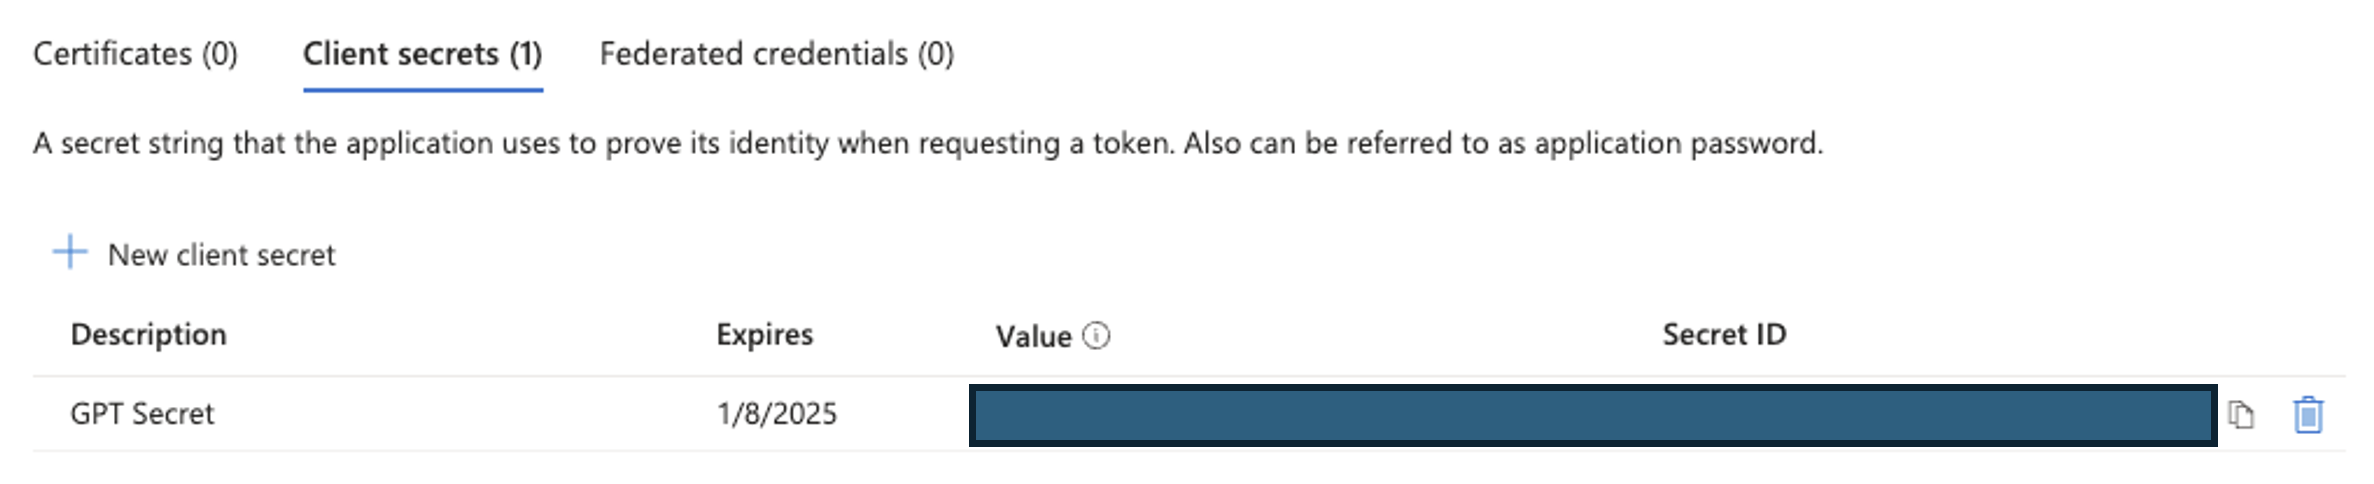 Certificates (0) Client secrets (1) Federated credentials (0)
A secret string that the application uses to prove its identity when requesting a token. Also can be referred to as application password.
New client secret
Description Expires Value Secret ID
GPT Secret 1/8/2025